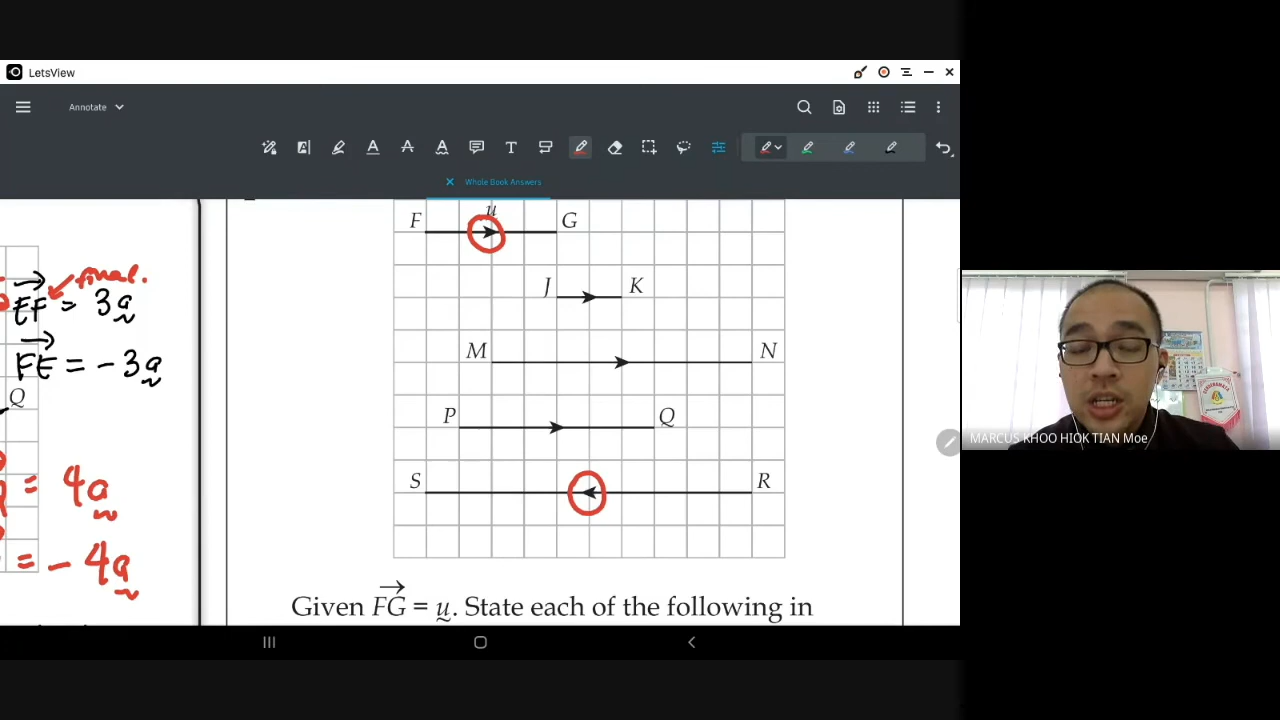 LetsView
Annotate
Whole Book Answers
u
F G
final.
EF = 3a
J K
FE = - 3a
M N
Q
P Q
= 4a
S R
= - 4a
Given FG = u. State each of the following in
MARCUS KHOO HIOK TIAN Moe